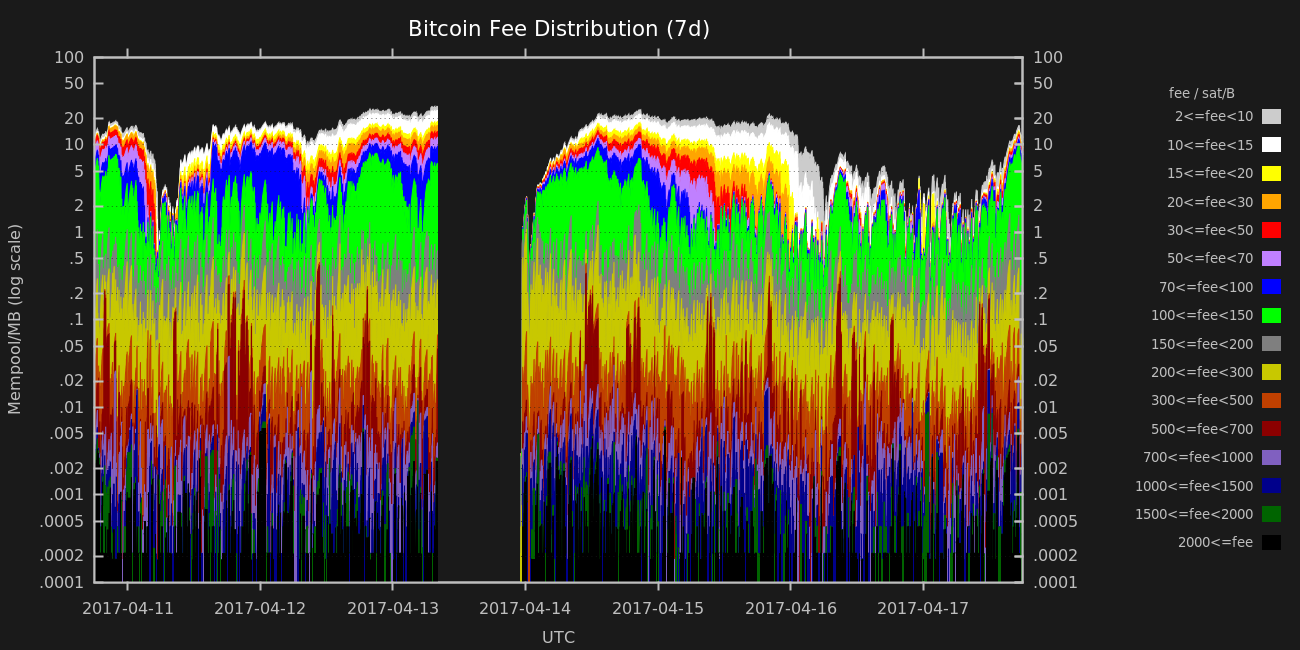 Bitcoin Fee Distribution (7d)
100
50
20
10
5
2
1
.5
.2
.1
.05
.02
.01
.005
.002
.001
.0005
.0002
.0001
Mempool/MB (log scale)
100
50
20
10
5
2
1
.5
.2
.1
.05
.02
.01
.005
.002
.001
.0005
.0002
.0001
2017-04-11 2017-04-12 2017-04-13 2017-04-14 2017-04-15 2017-04-16 2017-04-17
UTC
fee / sat/B
2<=fee<10
10<=fee<15
15<=fee<20
20<=fee<30
30<=fee<50
50<=fee<70
70<=fee<100
100<=fee<150
150<=fee<200
200<=fee<300
300<=fee<500
500<=fee<700
700<=fee<1000
1000<=fee<1500
1500<=fee<2000
2000<=fee